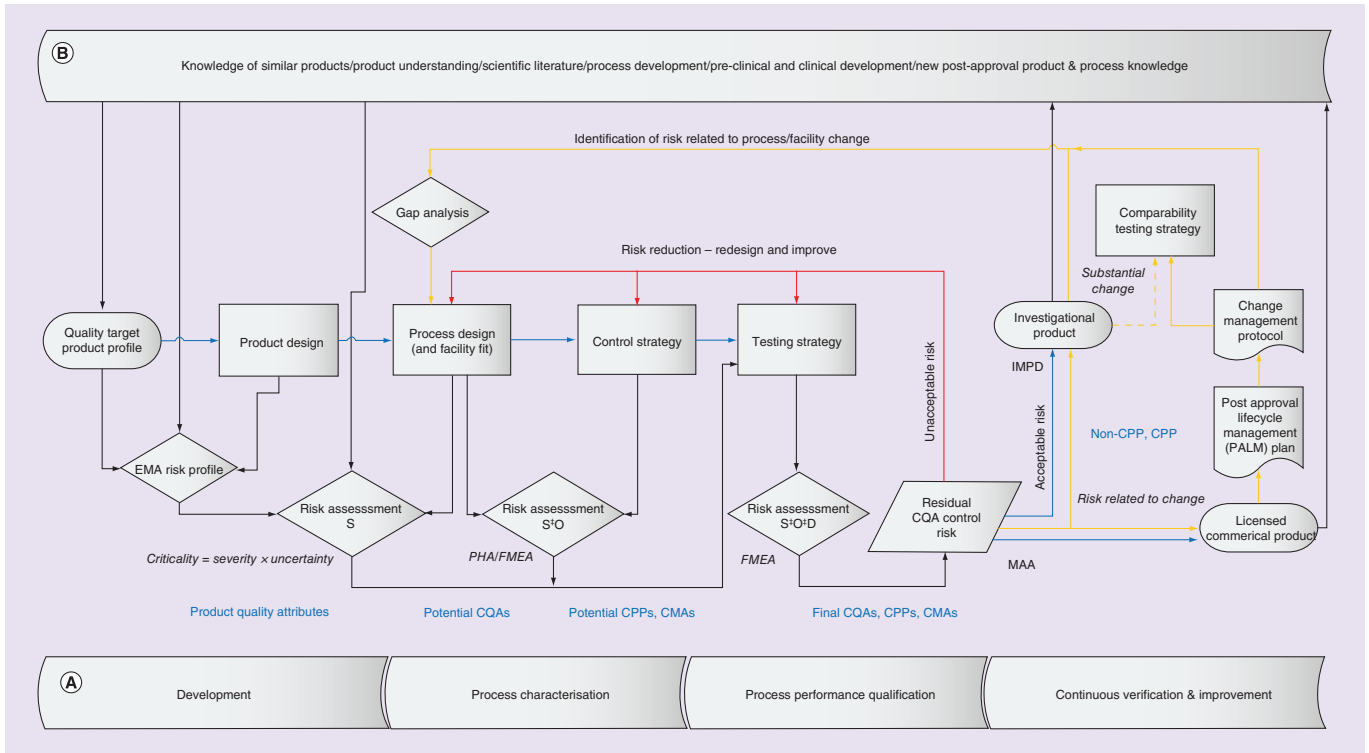 B
Knowledge of similar products/product understanding/scientific literature/process development/pre-clinical and clinical development/new post-approval product & process knowledge
Identification of risk related to process/facility change
Gap analysis
Comparability
testing strategy
Risk reduction – redesign and improve
Substantial
change
Quality target
product profile
Product design
Process design
(and facility fit)
Control strategy
Testing strategy
Investigational
product
Change
management
protocol
IMPD
Unacceptable risk
Acceptable risk
Non-CPP, CPP
Post approval
lifecycle
management
(PALM) plan
EMA risk profile
Risk assesssment
S
Risk assesssment
S‡O
Risk assesssment
S‡O‡D
Residual
CQA control
risk
Risk related to change
Licensed
commerical product
Criticality = severity × uncertainty
PHA/FMEA
FMEA
MAA
Product quality attributes
Potential CQAs
Potential CPPs, CMAs
Final CQAs, CPPs, CMAs
A
Development
Process characterisation
Process performance qualification
Continuous verification & improvement